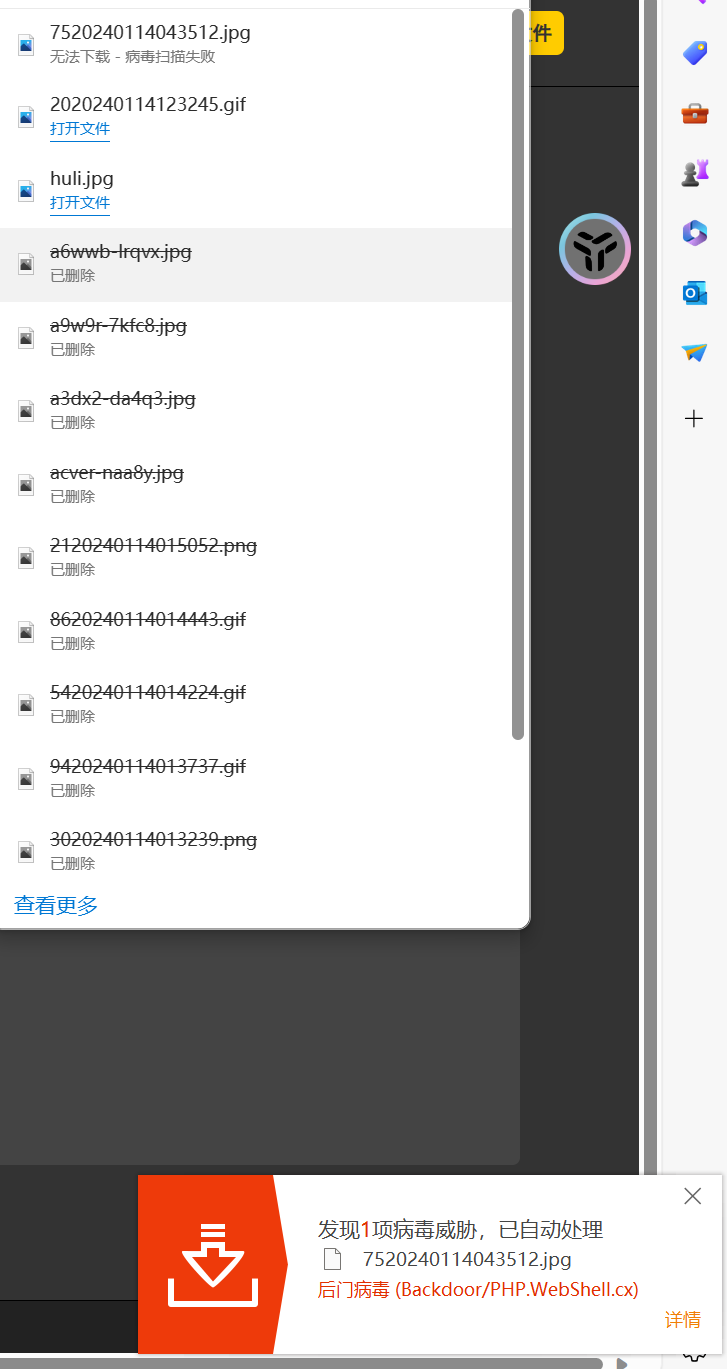 7520240114043512.jpg
件
无法下载 - 病毒扫描失败
2020240114123245.gif
打开文件
huli.jpg
打开文件
a6wwb-lrqvx.jpg
已删除
a9w9r-7kfc8.jpg
已删除
a3dx2-da4q3.jpg
已删除
acver-naa8y.jpg
已删除
2120240114015052.png
已删除
8620240114014443.gif
已删除
5420240114014224.gif
已删除
9420240114013737.gif
已删除
3020240114013239.png
已删除
查看更多
发现1项病毒威胁，已自动处理
7520240114043512.jpg
后门病毒 (Backdoor/PHP.WebShell.cx)
详情